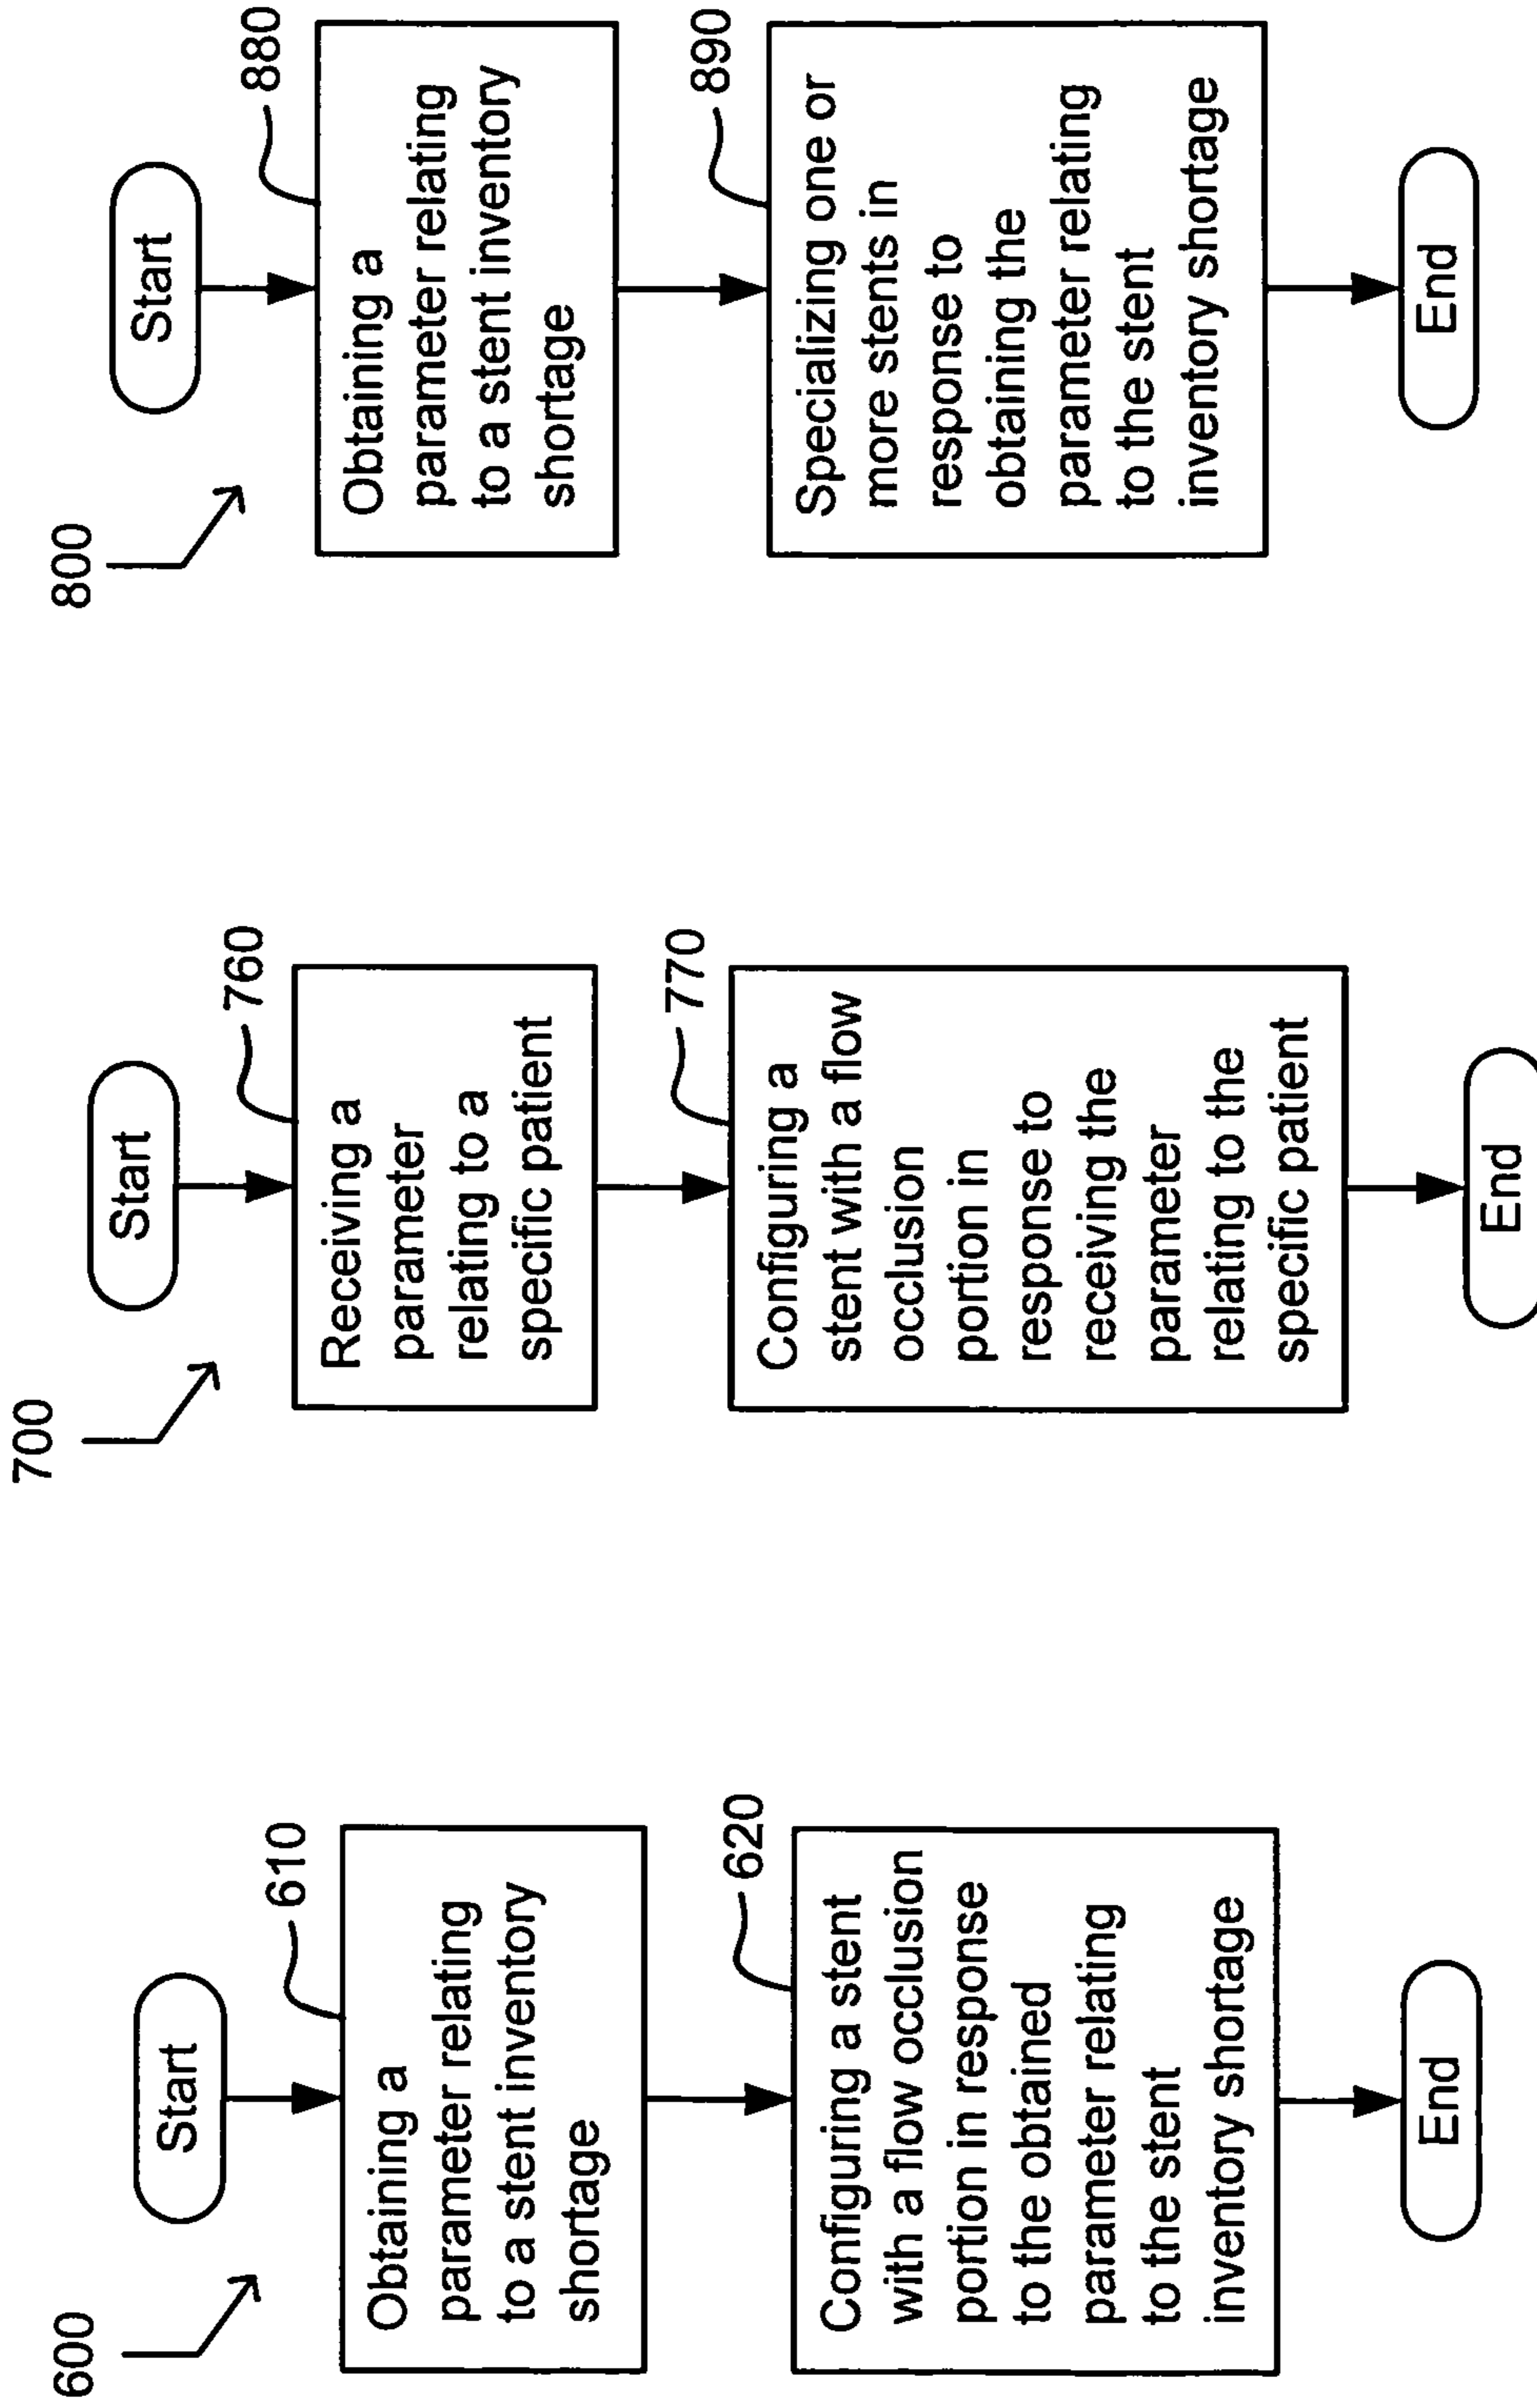 600
Start
610
Obtaining a
parameter relating
to a stent inventory
shortage
620
Configuring a stent
with a flow occlusion
portion in response
to the obtained
parameter relating
to the stent
inventory shortage
End
700
Start
760
Receiving a
parameter
relating to a
specific patient
770
Configuring a
stent with a flow
occlusion
portion in
response to
receiving the
parameter
relating to the
specific patient
End
800
Start
880
Obtaining a
parameter relating
to a stent inventory
shortage
890
Specializing one or
more stents in
response to
obtaining the
parameter relating
to the stent
inventory shortage
End